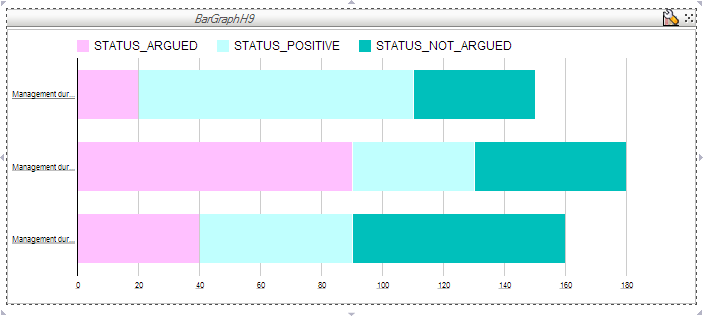 BarGraphH9
STATUS_ARGUED STATUS_POSITIVE STATUS_NOT_ARGUED
Management dur...
Management dur...
Management dur...
0 20 40 60 80 100 120 140 160 180